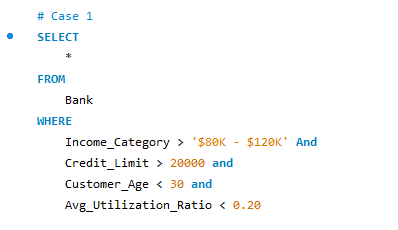 # Case 1
SELECT
*
FROM
Bank
WHERE
Income_Category > '$80K - $120K' And
Credit_Limit > 20000 and
Customer_Age < 30 and
Avg_Utilization_Ratio < 0.20